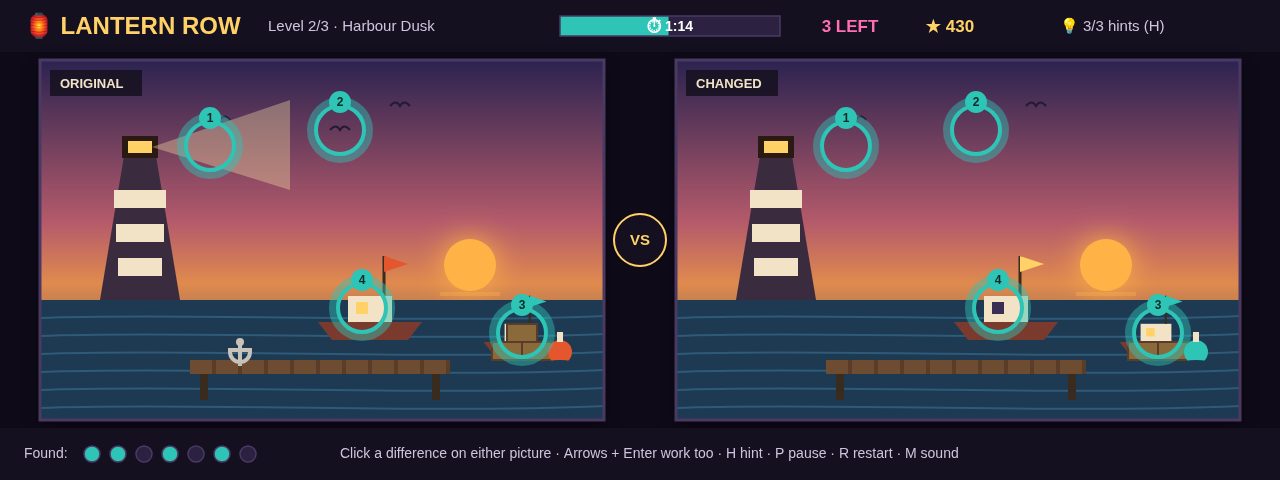 LANTERN ROW
Level 2/3 · Harbour Dusk
1:14
3 LEFT
★ 430
3/3 hints (H)
ORIGINAL
1
2
4
3
VS
CHANGED
1
2
4
3
Found:
Click a difference on either picture · Arrows + Enter work too · H hint · P pause · R restart · M sound